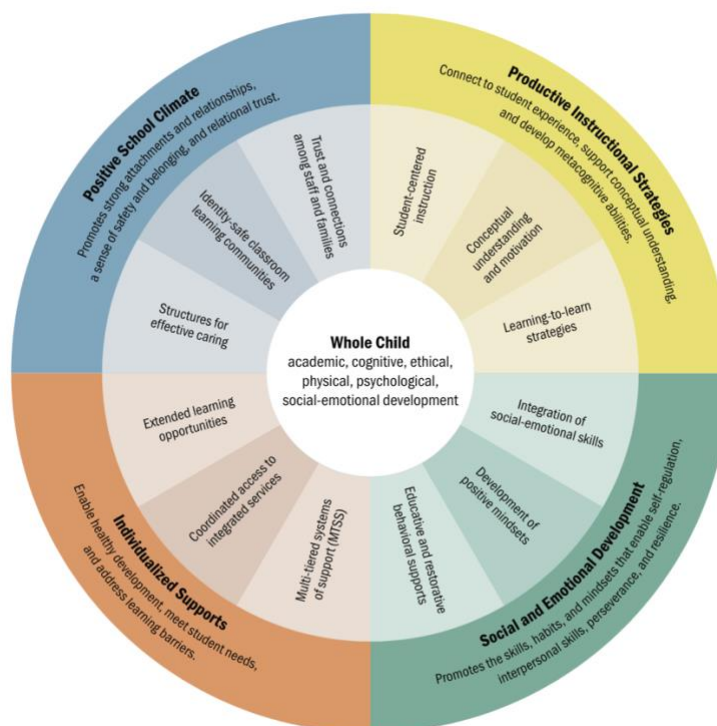 Positive School Climate
Promotes strong attachments and relationships,
a sense of safety and belonging, and relational trust.
Productive Instructional Strategies
Connect to student experience, support conceptual understanding,
and develop metacognitive abilities.
Trust and connections
among staff and families
Identity-safe classroom
learning communities
Structures for
effective caring
Student-centered
instruction
Conceptual
understanding
and motivation
Learning-to-learn
strategies
Whole Child
academic, cognitive, ethical,
physical, psychological,
social-emotional development
Extended learning
opportunities
Coordinated access to
integrated services
Multi-tiered systems
of support (MTSS)
Integration of
social-emotional skills
Development of
positive mindsets
Educative and restorative
behavioral supports
Individualized Supports
Enable healthy development, meet student needs,
and address learning barriers.
Social and Emotional Development
Promotes the skills, habits, and mindsets that enable self-regulation,
interpersonal skills, perseverance, and resilience.